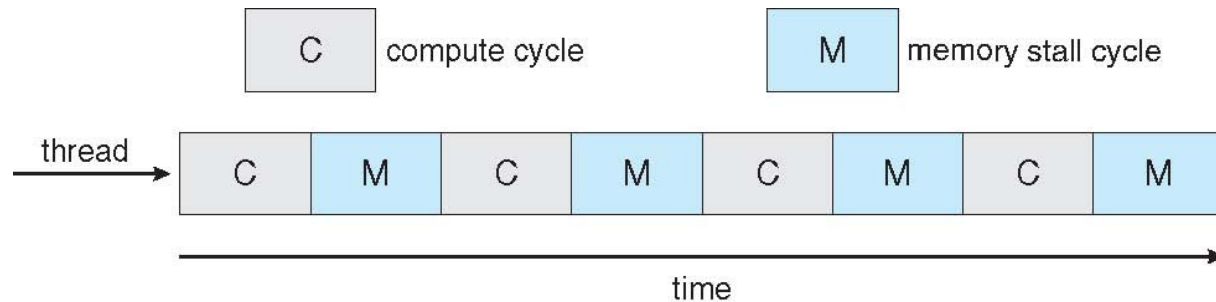 C compute cycle M memory stall cycle
thread
C M C M C M C M
time